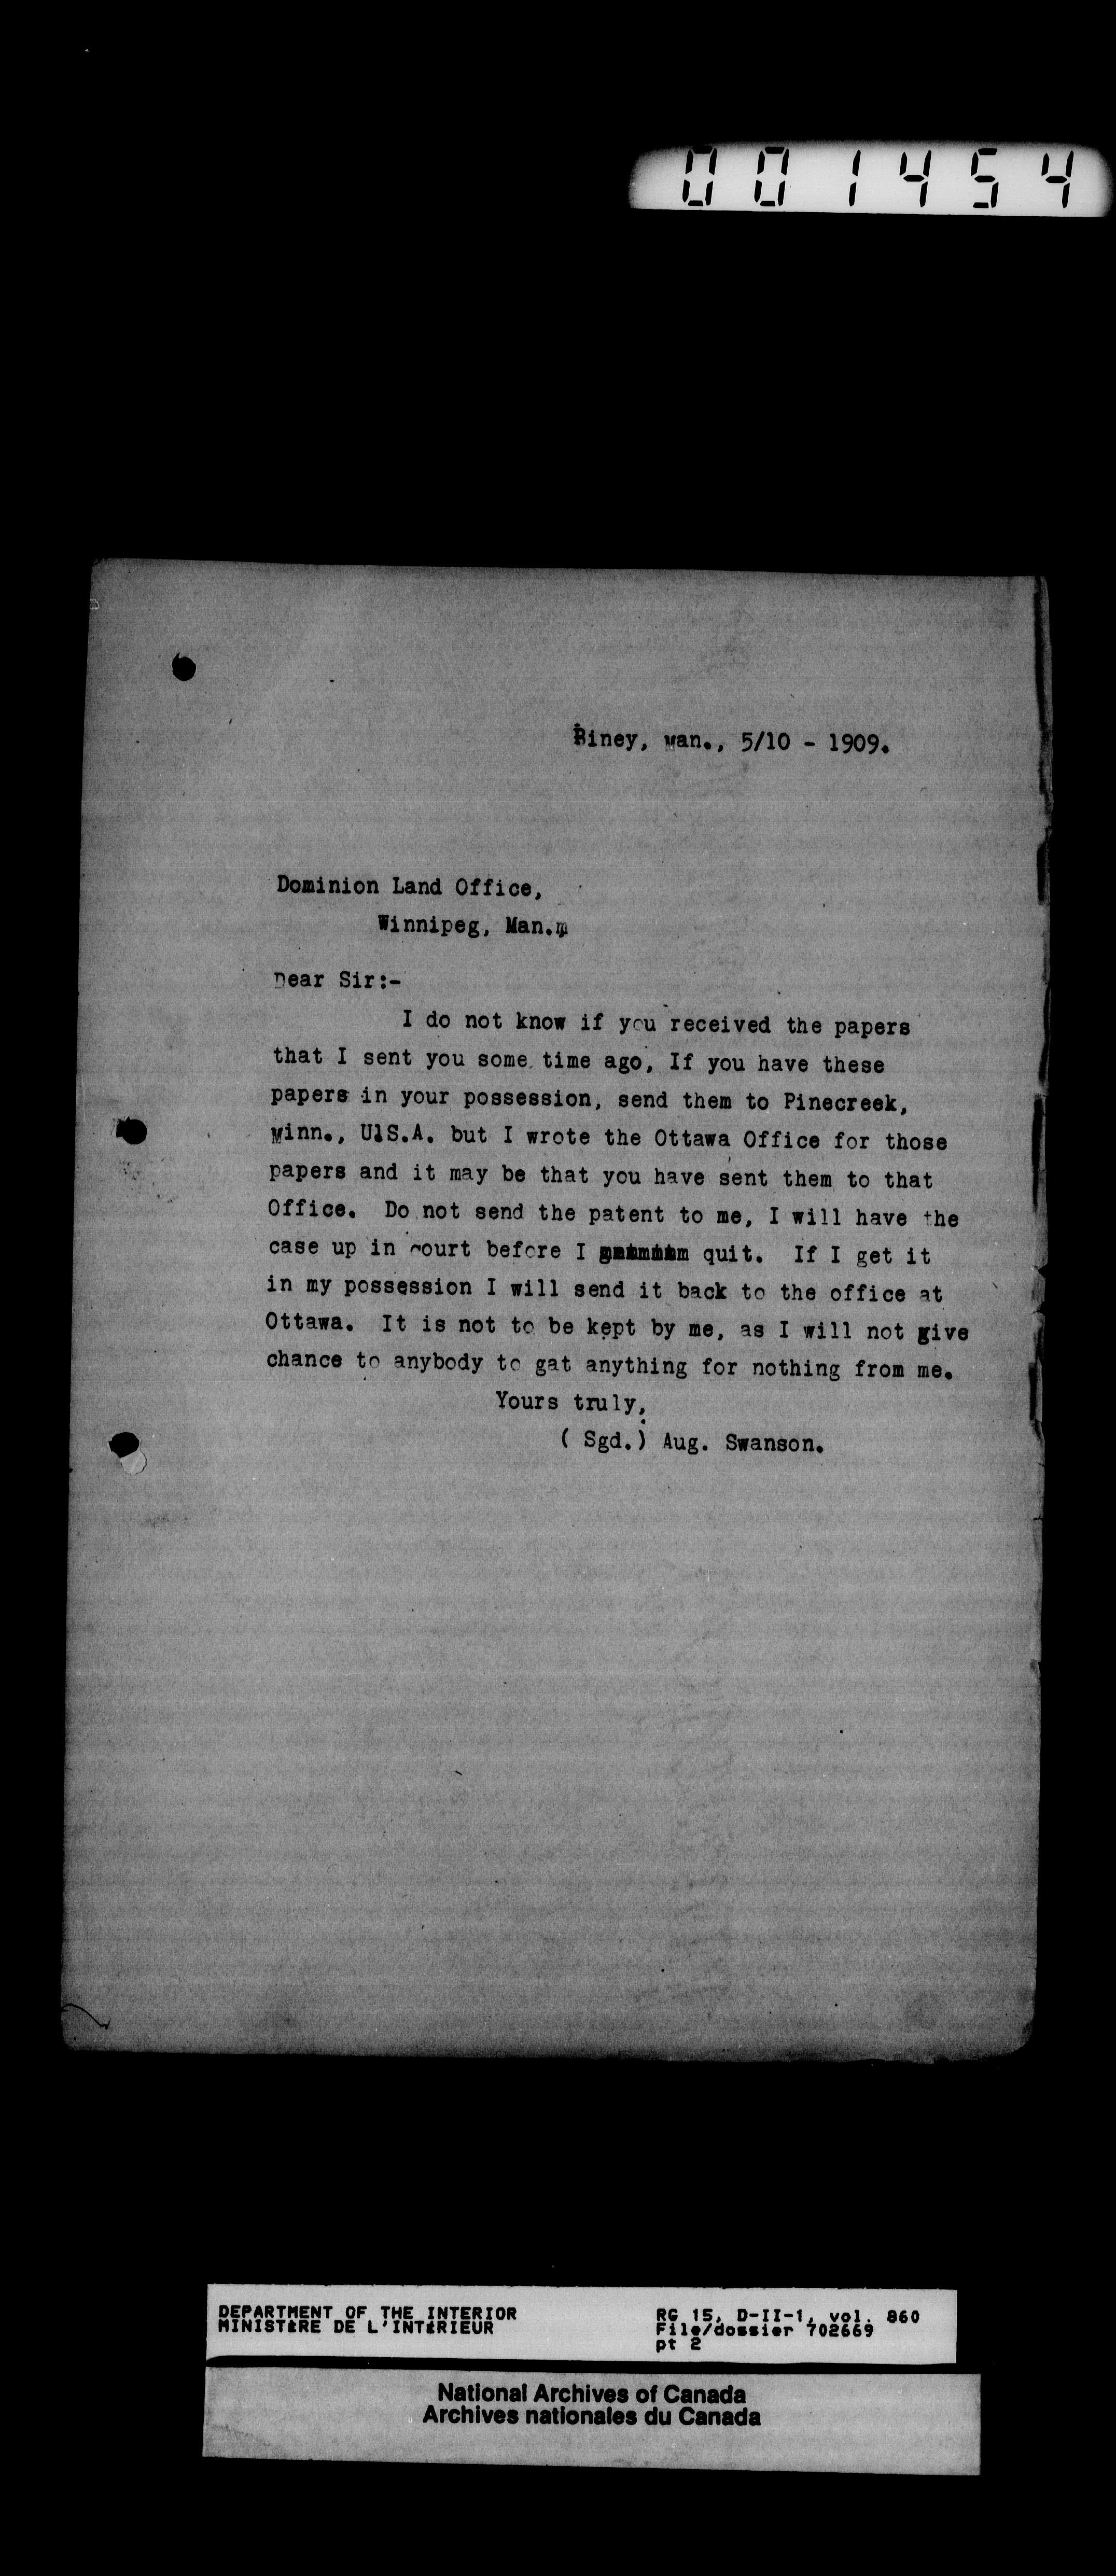 001454
Piney, Man., 5/10 - 1909.
Dominion Land Office,
Winnipeg, Man.
Dear Sir:-
I do not know if you received the papers
that I sent you some time ago, If you have these
papers in your possession, send them to Pinecreek,
Minn., U1S.A. but I wrote the Ottawa Office for those
papers and it may be that you have sent them to that
Office. Do not send the patent to me, I will have the
case up in court before I quit. If I get it
in my possession I will send it back to the office at
Ottawa. It is not to be kept by me, as I will not give
chance to anybody to gat anything for nothing from me.
Yours truly,
( Sgd.) Aug. Swanson.
DEPARTMENT OF THE INTERIOR
MINISTÈRE DE L'INTÉRIEUR
RG 15, D-II-1, vol. 860
File/dossier 702669
pt 2
National Archives of Canada
Archives nationales du Canada